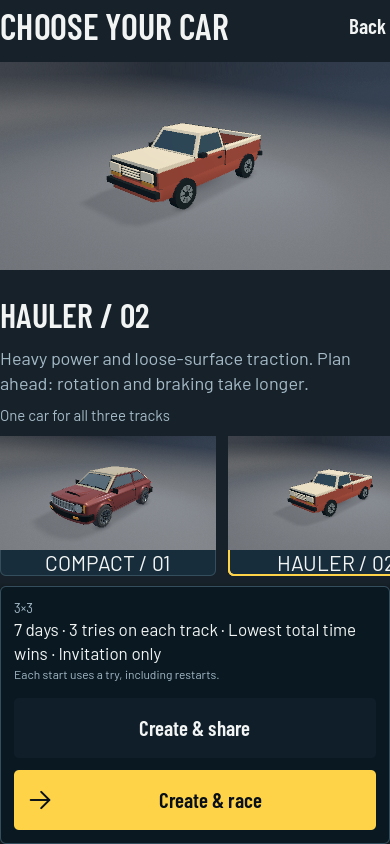 CHOOSE YOUR CAR
Back
HAULER / 02
Heavy power and loose-surface traction. Plan
ahead: rotation and braking take longer.
One car for all three tracks
COMPACT / 01
HAULER / 02
3×3
7 days · 3 tries on each track · Lowest total time
wins · Invitation only
Each start uses a try, including restarts.
Create & share
Create & race